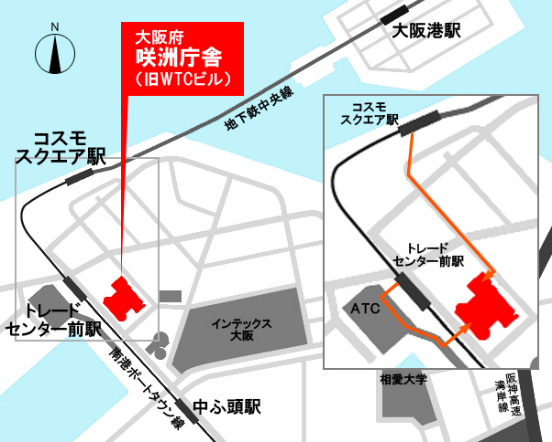 N
大阪府
咲洲庁舎
（旧WTCビル）
大阪港駅
地下鉄中央線
コスモ
スクエア駅
コスモ
スクエア駅
トレード
センター前駅
ATC
トレード
センター前駅
インテックス
大阪
南港ポートタウン線
中ふ頭駅
相愛大学
阪神高速
湾岸線